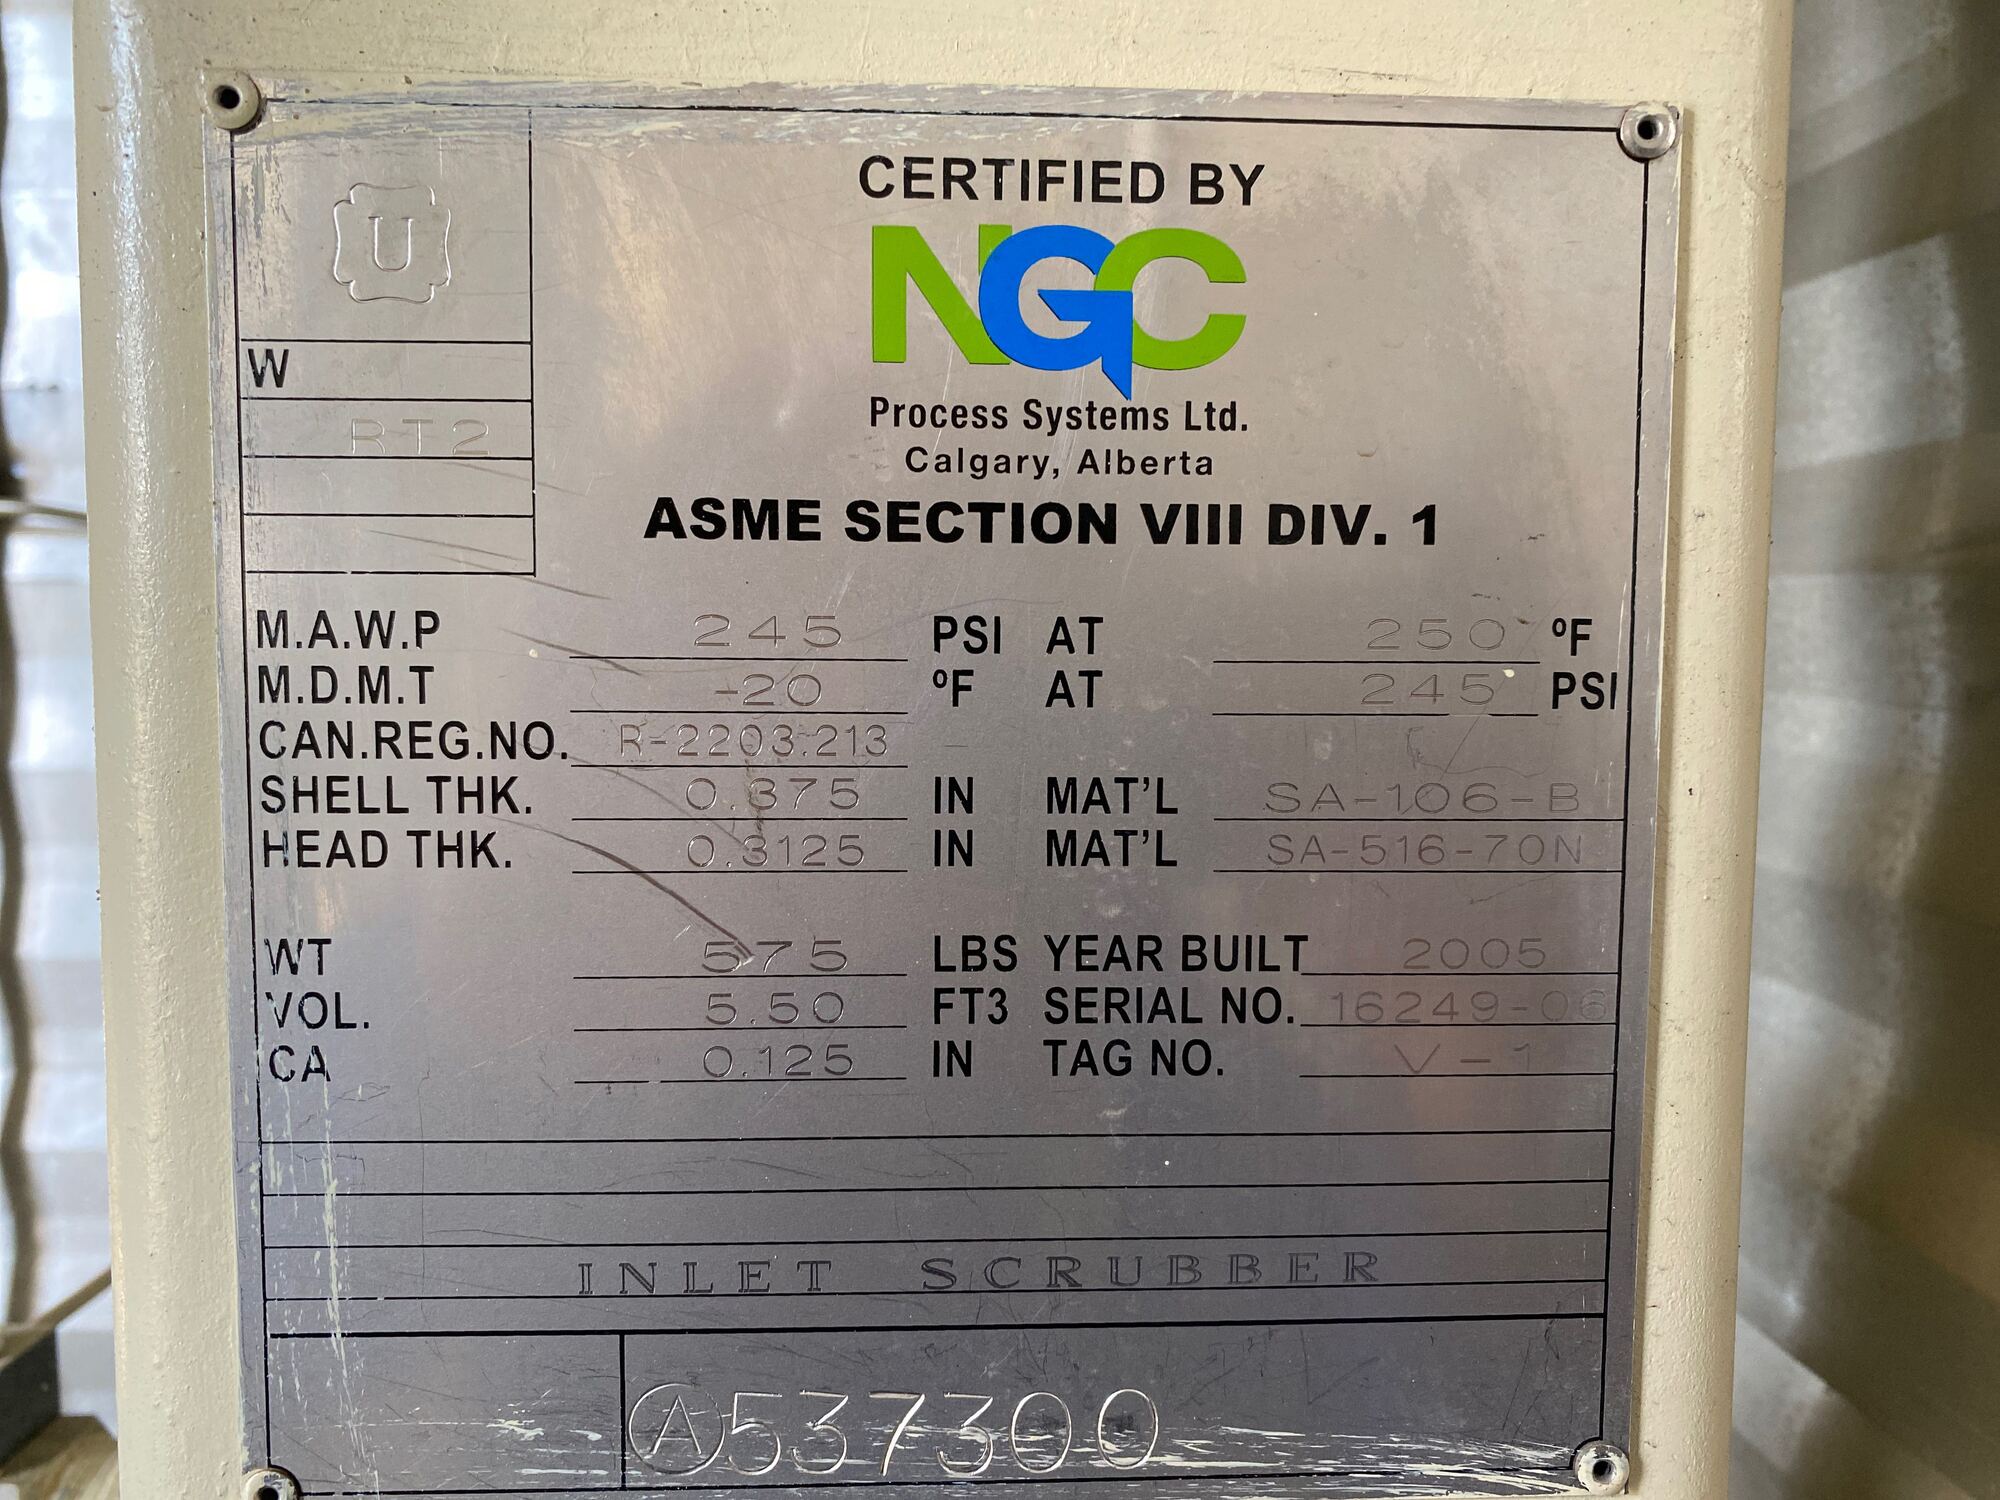 U
W
RT2
CERTIFIED BY
NGC
Process Systems Ltd.
Calgary, Alberta
ASME SECTION VIII DIV. 1
M.A.W.P 245 PSI AT 250 ºF
M.D.M.T -20 ºF AT 245 PSI
CAN.REG.NO. R-2203.213
SHELL THK. 0.375 IN MAT'L SA-106-B
HEAD THK. 0.3125 IN MAT'L SA-516-70N
WT 575 LBS YEAR BUILT 2005
VOL. 5.50 FT3 SERIAL NO. 16249-06
CA 0.125 IN TAG NO. V-1
INLET SCRUBBER
A537300